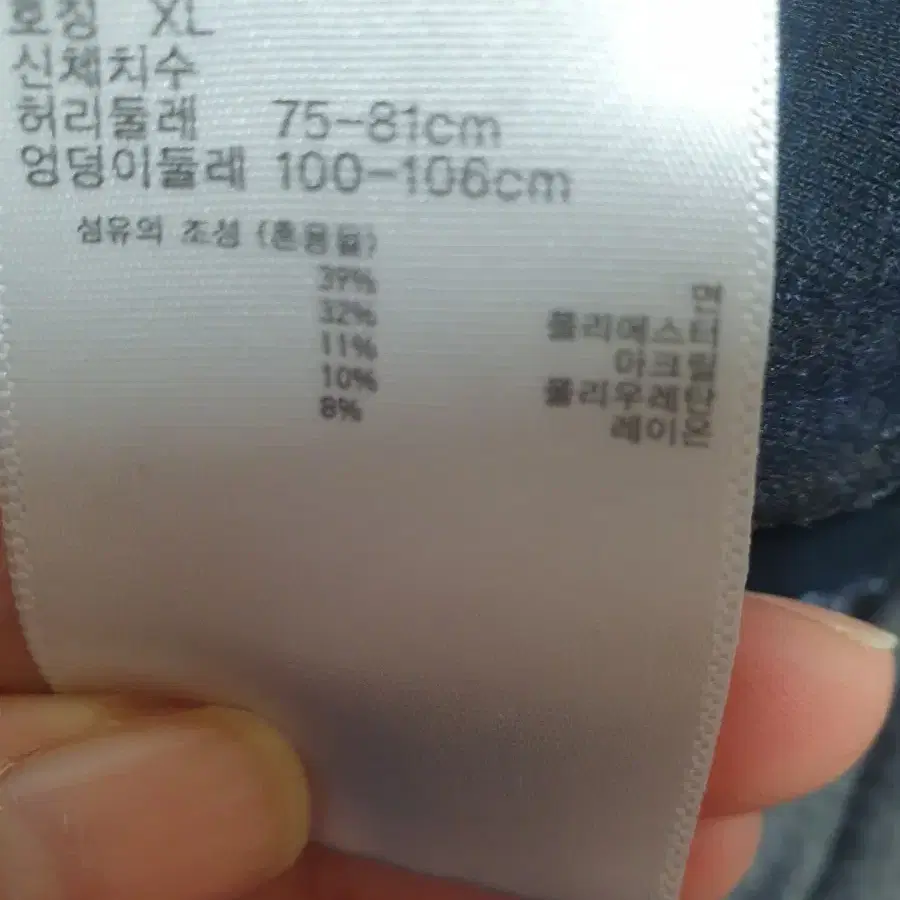 호칭 XL
신체치수
허리둘레 75-81cm
엉덩이둘레 100-106cm
섬유의 조성 (혼용률)
39% 면
32% 폴리에스터
11% 아크릴
10% 폴리우레탄
8% 레이온